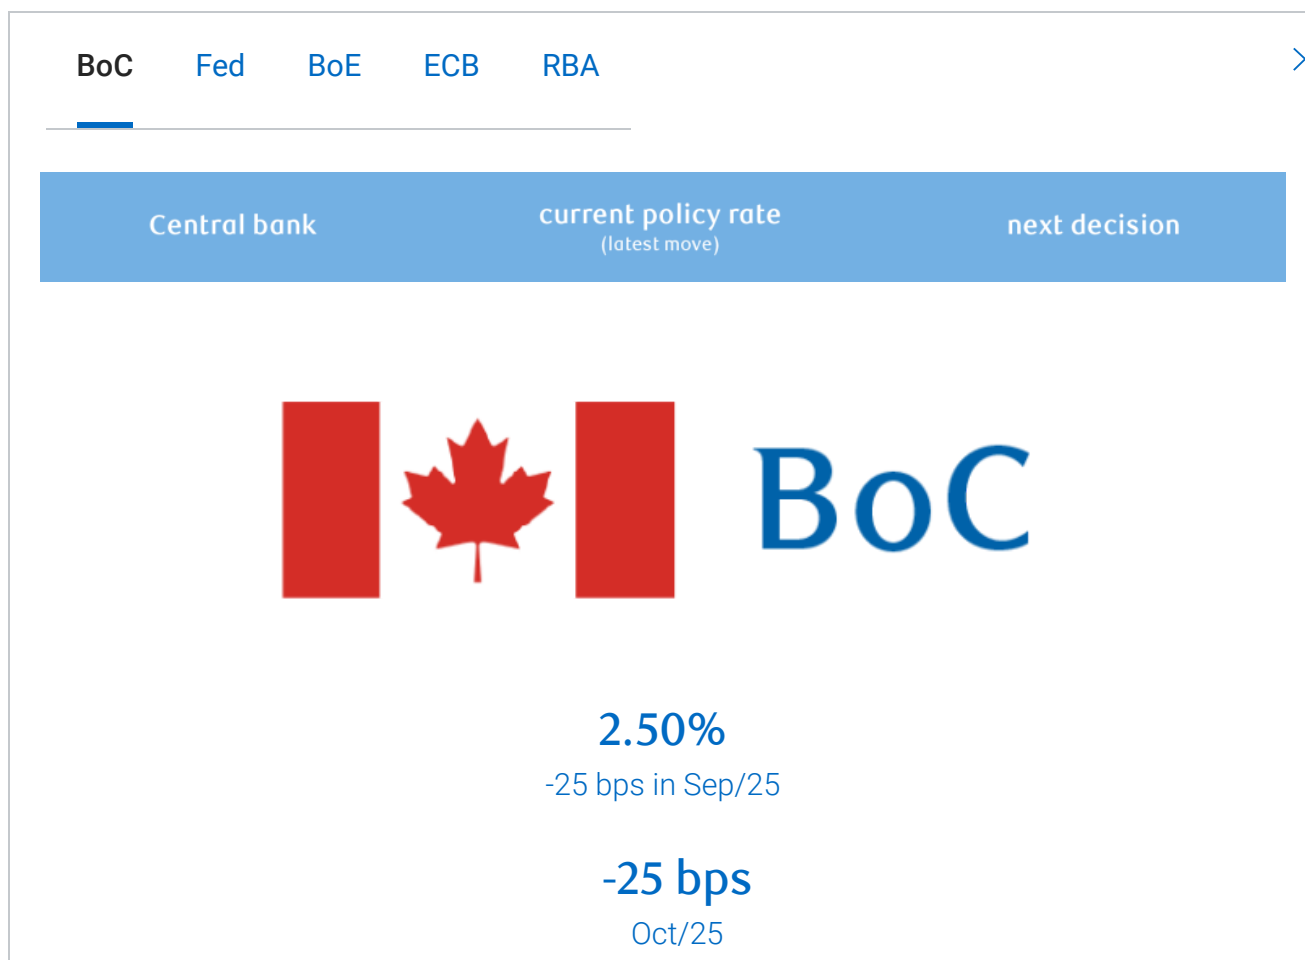 BoC Fed BoE ECB RBA
Central bank
current policy rate
(latest move)
next decision
BoC
2.50%
-25 bps in Sep/25
-25 bps
Oct/25